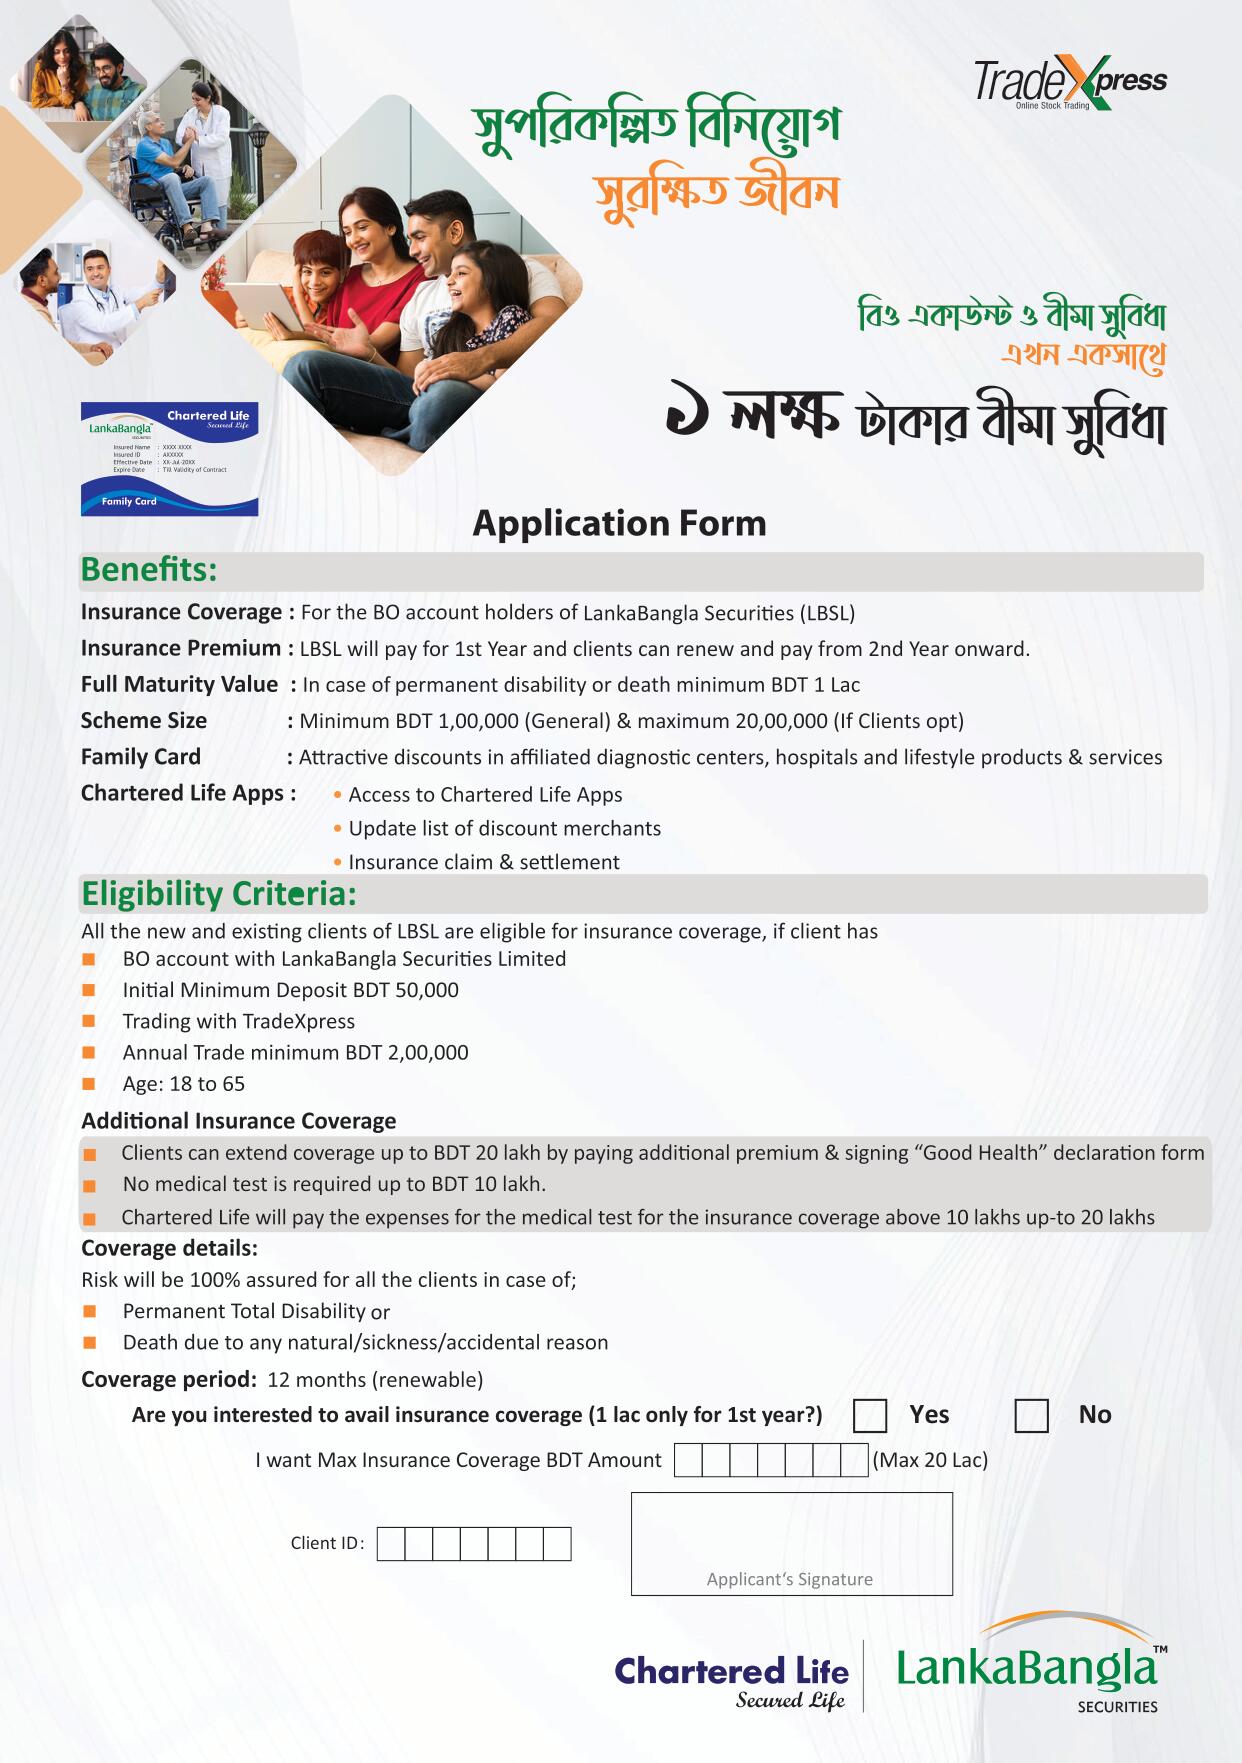 TradeXpress
Online Stock Trading
সুপরিকল্পিত বিনিয়োগ
সুরক্ষিত জীবন
বিও একাউন্ট ও বীমা সুবিধা
এখন একসাথে
১ লক্ষ টাকার বীমা সুবিধা
Chartered Life
Secured Life
LankaBangla
SECURITIES
Insured Name : XXXX XXXX
Insured ID : AXXXXX
Effective Date : XX-Jul-20XX
Expire Date : Till Validity of Contract
Family Card
Application Form
Benefits:
Insurance Coverage : For the BO account holders of LankaBangla Securities (LBSL)
Insurance Premium : LBSL will pay for 1st Year and clients can renew and pay from 2nd Year onward.
Full Maturity Value : In case of permanent disability or death minimum BDT 1 Lac
Scheme Size : Minimum BDT 1,00,000 (General) & maximum 20,00,000 (If Clients opt)
Family Card : Attractive discounts in affiliated diagnostic centers, hospitals and lifestyle products & services
Chartered Life Apps : • Access to Chartered Life Apps
• Update list of discount merchants
• Insurance claim & settlement
Eligibility Criteria:
All the new and existing clients of LBSL are eligible for insurance coverage, if client has
BO account with LankaBangla Securities Limited
Initial Minimum Deposit BDT 50,000
Trading with TradeXpress
Annual Trade minimum BDT 2,00,000
Age: 18 to 65
Additional Insurance Coverage
Clients can extend coverage up to BDT 20 lakh by paying additional premium & signing “Good Health” declaration form
No medical test is required up to BDT 10 lakh.
Chartered Life will pay the expenses for the medical test for the insurance coverage above 10 lakhs up-to 20 lakhs
Coverage details:
Risk will be 100% assured for all the clients in case of;
Permanent Total Disability or
Death due to any natural/sickness/accidental reason
Coverage period: 12 months (renewable)
Are you interested to avail insurance coverage (1 lac only for 1st year?) Yes No
I want Max Insurance Coverage BDT Amount (Max 20 Lac)
Client ID:
Applicant‘s Signature
Chartered Life
Secured Life
LankaBangla™
SECURITIES